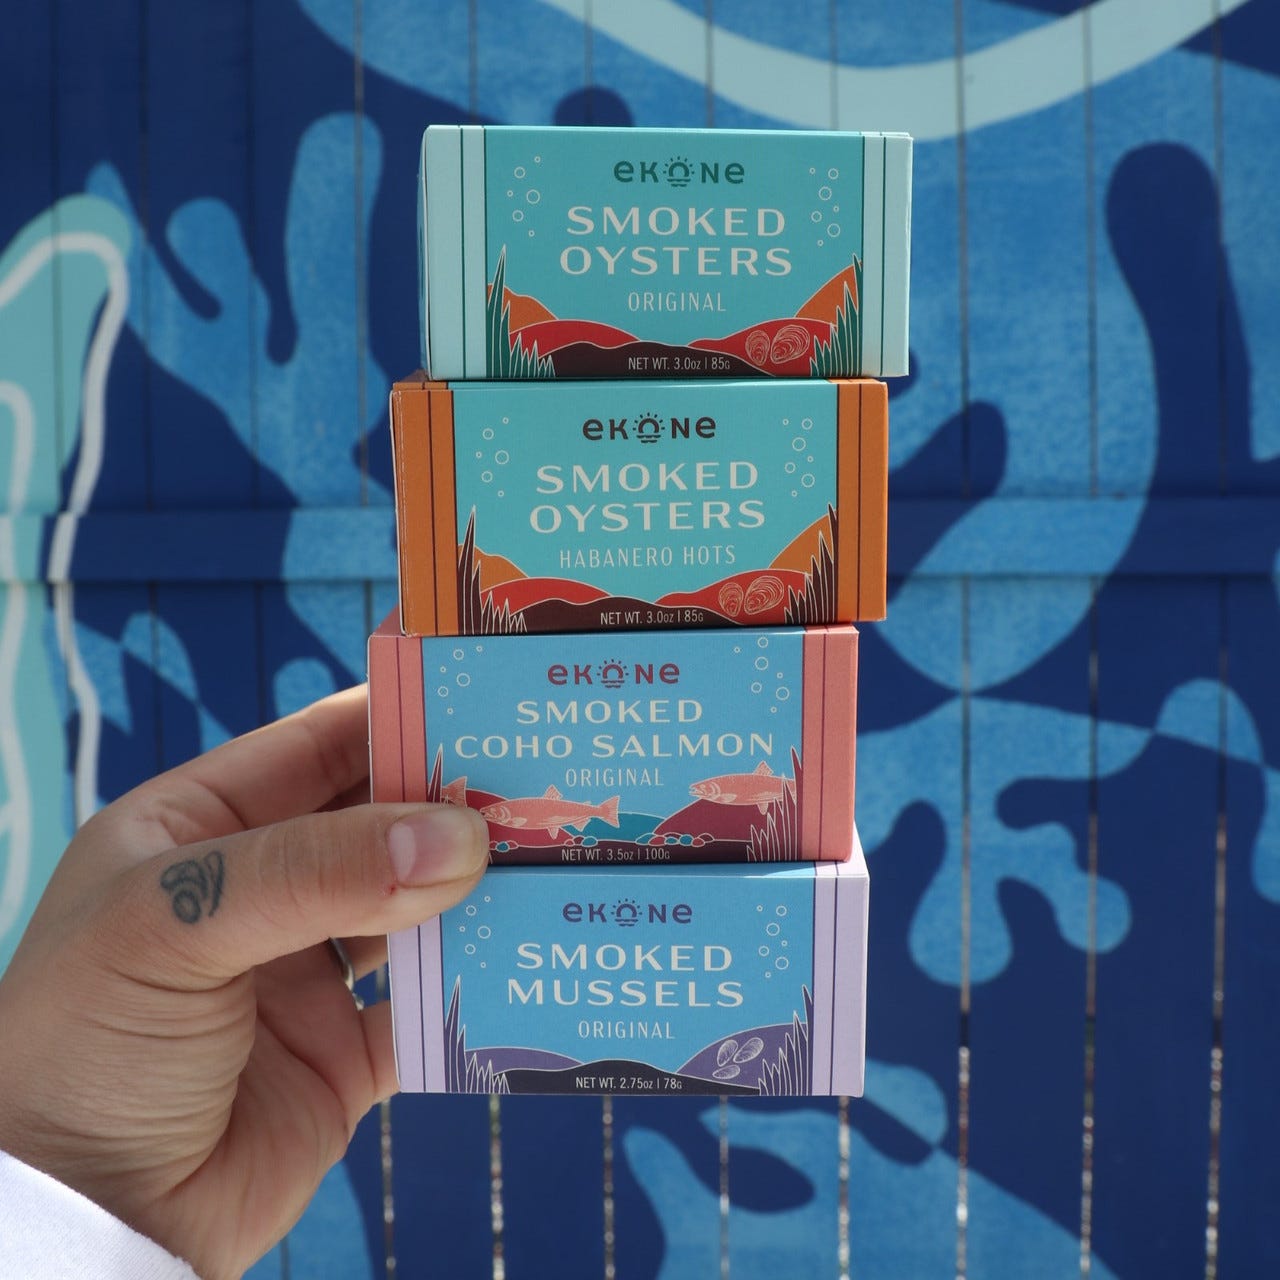 eKONe
SMOKED
OYSTERS
ORIGINAL
NET WT. 3.0oz | 85G
eKONe
SMOKED
OYSTERS
HABANERO HOTS
NET WT. 3.0oz | 85G
eKONe
SMOKED
COHO SALMON
ORIGINAL
NET WT. 3.5oz | 100G
eKONe
SMOKED
MUSSELS
ORIGINAL
NET WT. 2.75oz | 78G